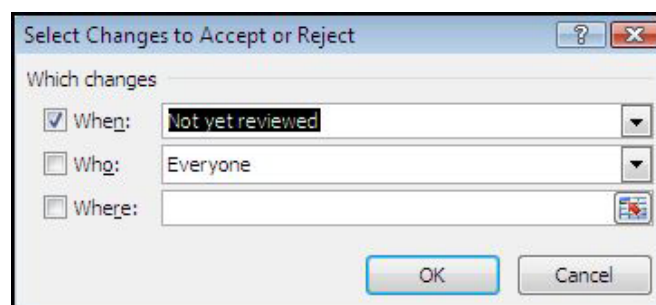 Select Changes to Accept or Reject
Which changes
When: Not yet reviewed
Who: Everyone
Where:
OK Cancel